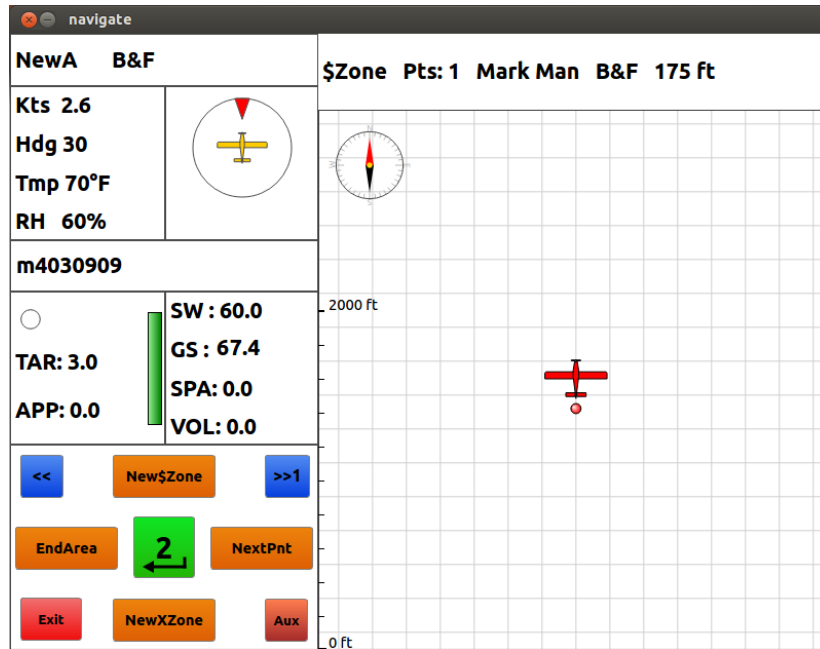 navigate
NewA B&F
$Zone Pts: 1 Mark Man B&F 175 ft
Kts 2.6
Hdg 30
Tmp 70°F
RH 60%
m4030909
TAR: 3.0
APP: 0.0
SW : 60.0
GS : 67.4
SPA: 0.0
VOL: 0.0
<< New$Zone >>1
EndArea 2 NextPnt
Exit NewXZone Aux
N
W E
S
2000 ft
0 ft